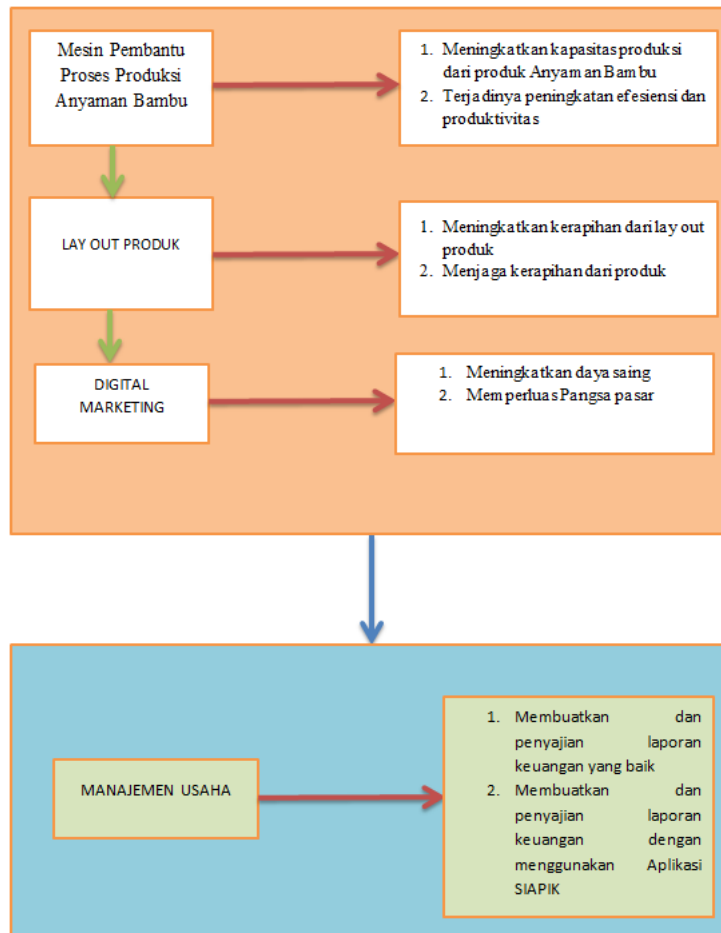 Mesin Pembantu
Proses Produksi
Anyaman Bambu
1. Meningkatkan kapasitas produksi
dari produk Anyaman Bambu
2. Terjadinya peningkatan efesiensi dan
produktivitas
LAY OUT PRODUK
1. Meningkatkan kerapihan dari lay out
produk
2. Menjaga kerapihan dari produk
DIGITAL
MARKETING
1. Meningkatkan daya saing
2. Memperluas Pangsa pasar
MANAJEMEN USAHA
1. Membuatkan dan
penyajian laporan
keuangan yang baik
2. Membuatkan dan
penyajian laporan
keuangan dengan
menggunakan Aplikasi
SIAPIK